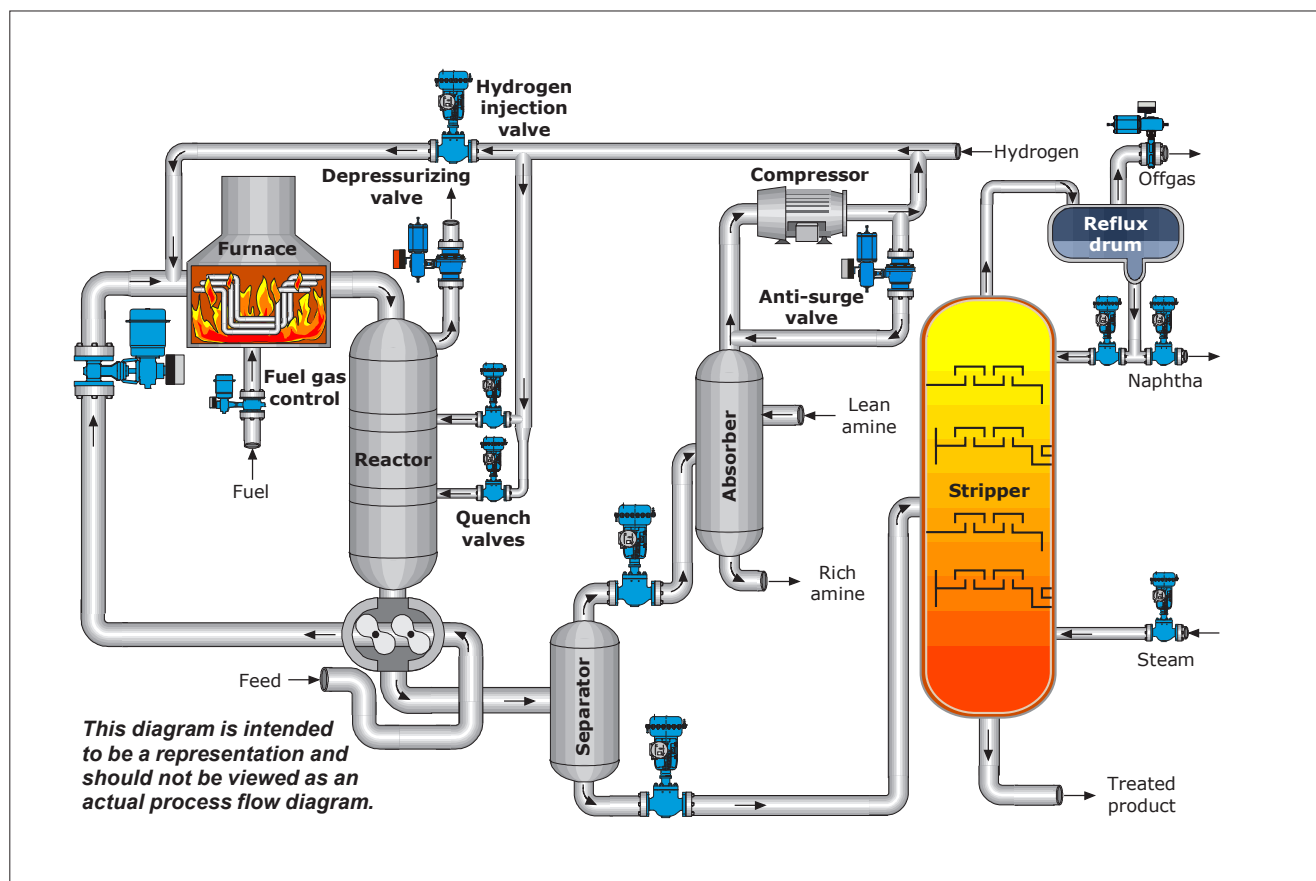 Hydrogen
injection
valve
Hydrogen
Depressurizing
valve
Compressor
Offgas
Reflux
drum
Furnace
Anti-surge
valve
Fuel gas
control
Naphtha
Lean
amine
Absorber
Reactor
Fuel
Stripper
Quench
valves
Rich
amine
Steam
Feed
Separator
This diagram is intended
to be a representation and
should not be viewed as an
actual process flow diagram.
Treated
product